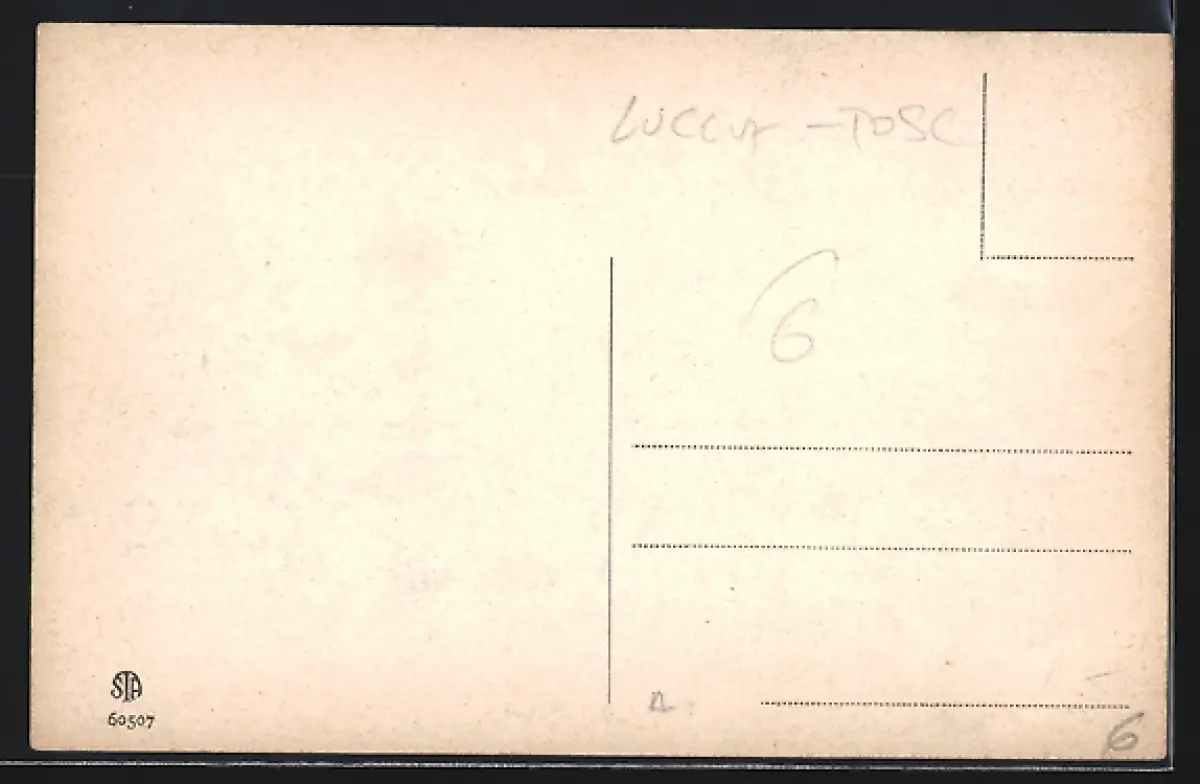 LUCCA - TOSC
6
STA
60507
n.
6